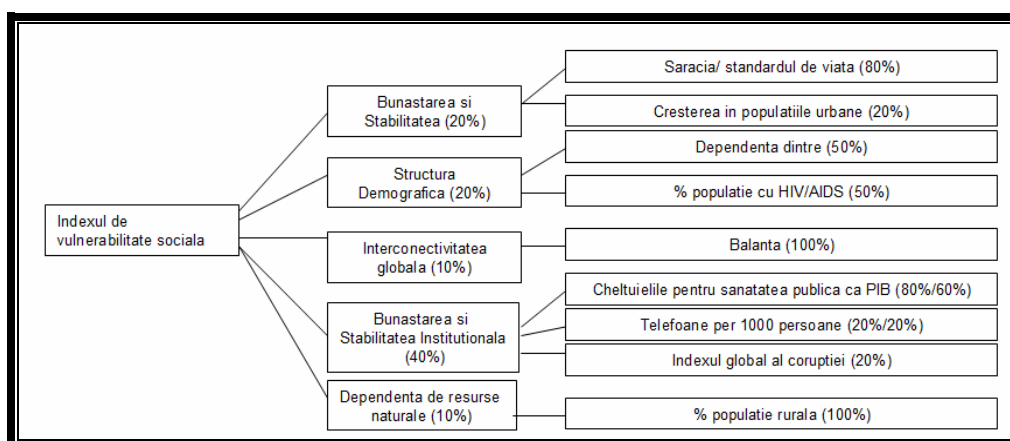 Indexul de
vulnerabilitate sociala
Bunastarea si
Stabilitatea (20%)
Saracia/ standardul de viata (80%)
Cresterea in populatiile urbane (20%)
Structura
Demografica (20%)
Dependenta dintre (50%)
% populatie cu HIV/AIDS (50%)
Interconectivitatea
globala (10%)
Balanta (100%)
Bunastarea si
Stabilitatea Institutionala
(40%)
Cheltuielile pentru sanatatea publica ca PIB (80%/60%)
Telefoane per 1000 persoane (20%/20%)
Indexul global al coruptiei (20%)
Dependenta de resurse
naturale (10%)
% populatie rurala (100%)